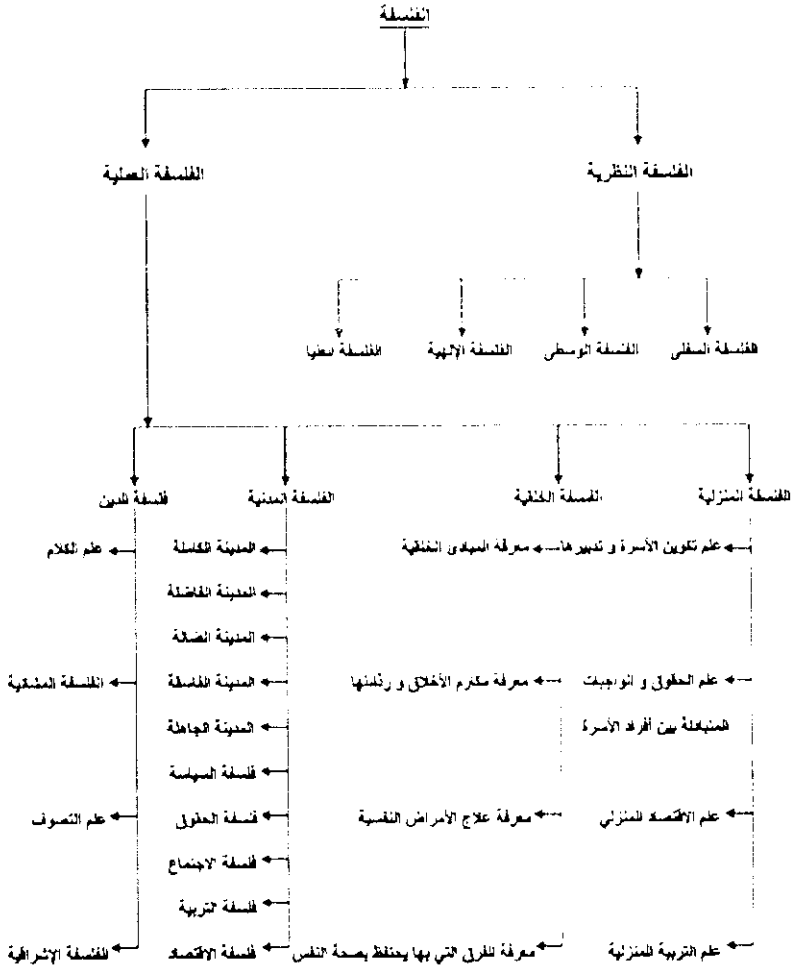 الفلسفة
الفلسفة النظرية
الفلسفة العملية
الفلسفة السفلى
الفلسفة الوسطى
الفلسفة الإلهية
الفلسفة العليا
الفلسفة المنزلية
الفلسفة الخلقية
الفلسفة المدنية
فلسفة الدين
علم تكوين الأسرة و تدبيرها
معرفة المبادئ الخلقية
المدينة الكاملة
علم الكلام
المدينة الفاضلة
المدينة الضالة
علم الحقوق و الواجبات
معرفة مكارم الأخلاق و رذائلها
المدينة الفاسقة
الفلسفة المشائية
المتبادلة بين أفراد الأسرة
المدينة الجاهلة
فلسفة السياسة
علم الاقتصاد المنزلي
معرفة علاج الأمراض النفسية
فلسفة الحقوق
علم التصوف
فلسفة الاجتماع
فلسفة التربية
علم التربية المنزلية
معرفة الطرق التي بها يحتفظ بصحة النفس
فلسفة الاقتصاد
الفلسفة الإشراقية